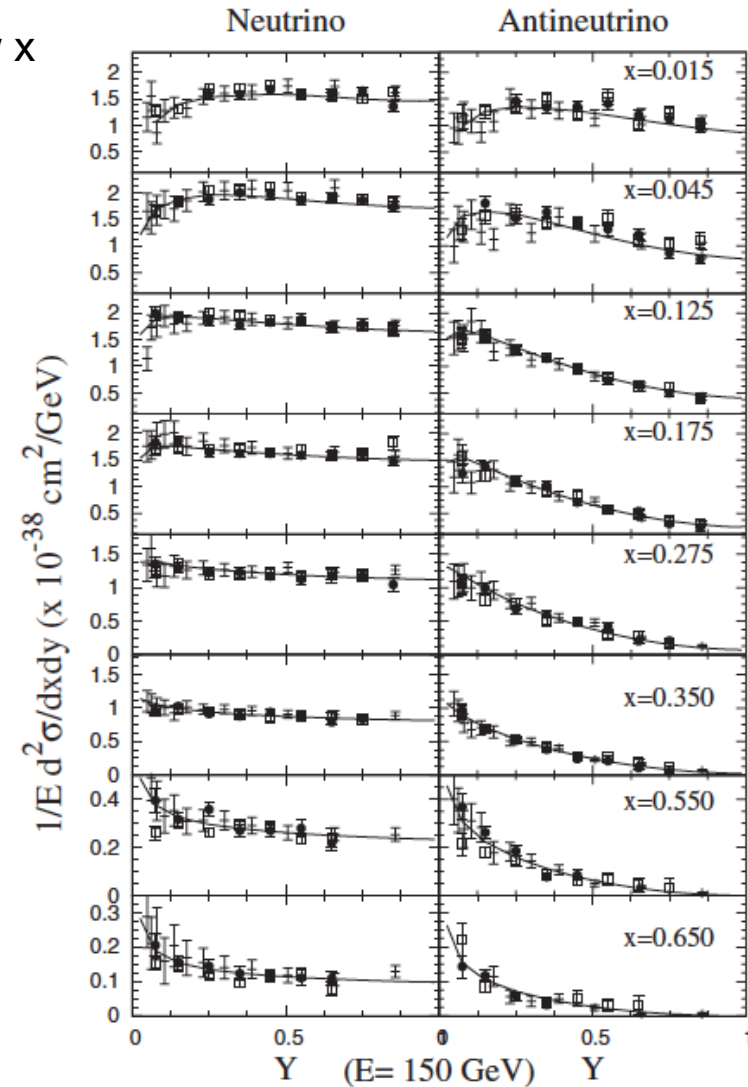 x
Neutrino
Antineutrino
1/E d²σ/dxdy (x 10⁻³⁸ cm²/GeV)
2
1.5
1
0.5
x=0.015
2
1.5
1
0.5
x=0.045
2
1.5
1
0.5
x=0.125
2
1.5
1
0.5
x=0.175
1.5
1
0.5
0
x=0.275
1.5
1
0.5
0
x=0.350
0.4
0.2
0
x=0.550
0.3
0.2
0.1
0
x=0.650
0 0.5 0 0.5 1
Y (E= 150 GeV) Y